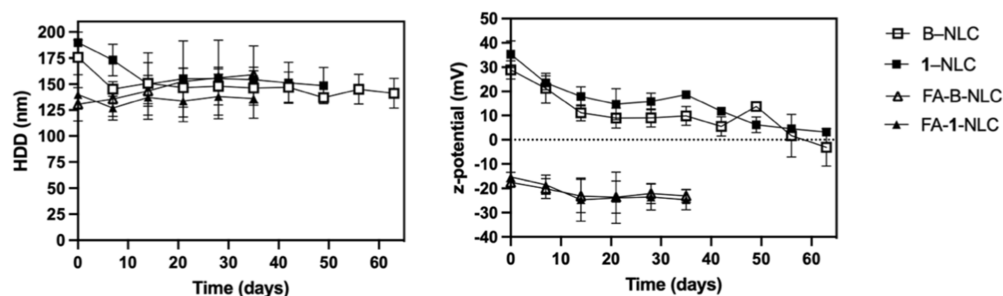 HDD (nm)
200
175
150
125
100
75
50
25
0
0 10 20 30 40 50 60
Time (days)
z-potential (mV)
50
40
30
20
10
0
-10
-20
-30
-40
0 10 20 30 40 50 60
Time (days)
B–NLC
1–NLC
FA-B-NLC
FA-1-NLC